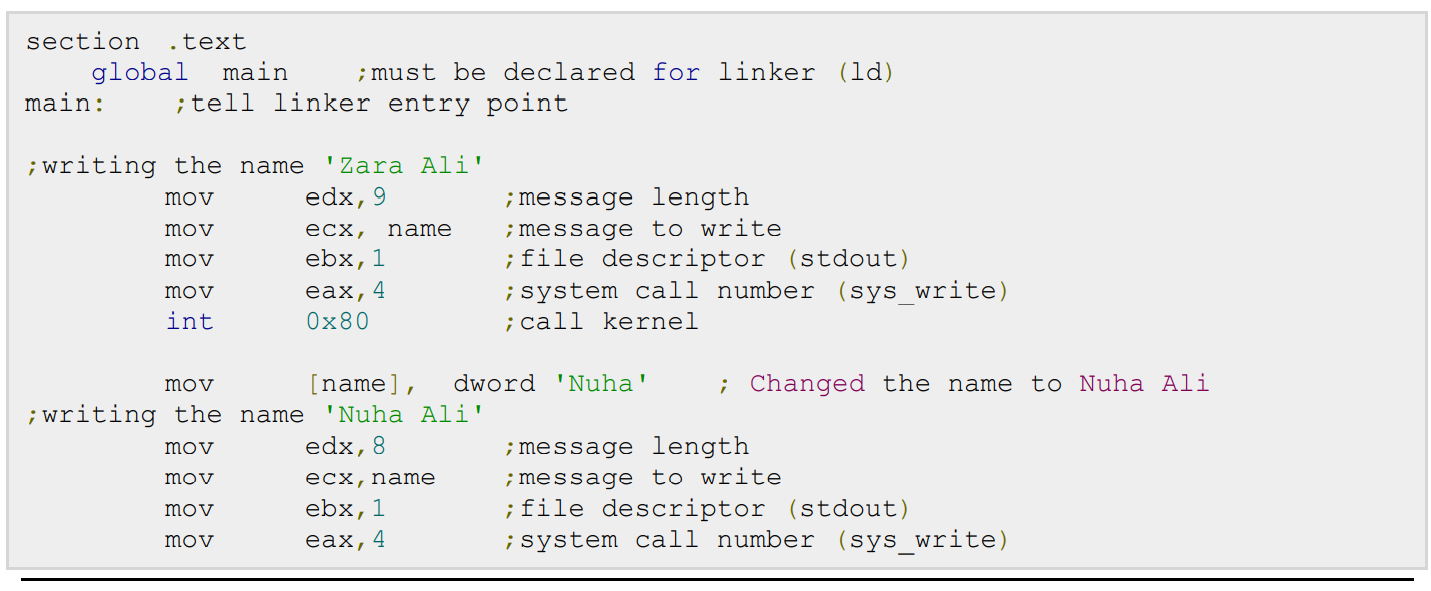 section .text
global main ;must be declared for linker (ld)
main: ;tell linker entry point
;writing the name 'Zara Ali'
mov edx,9 ;message length
mov ecx, name ;message to write
mov ebx,1 ;file descriptor (stdout)
mov eax,4 ;system call number (sys_write)
int 0x80 ;call kernel
mov [name], dword 'Nuha' ; Changed the name to Nuha Ali
;writing the name 'Nuha Ali'
mov edx,8 ;message length
mov ecx,name ;message to write
mov ebx,1 ;file descriptor (stdout)
mov eax,4 ;system call number (sys_write)